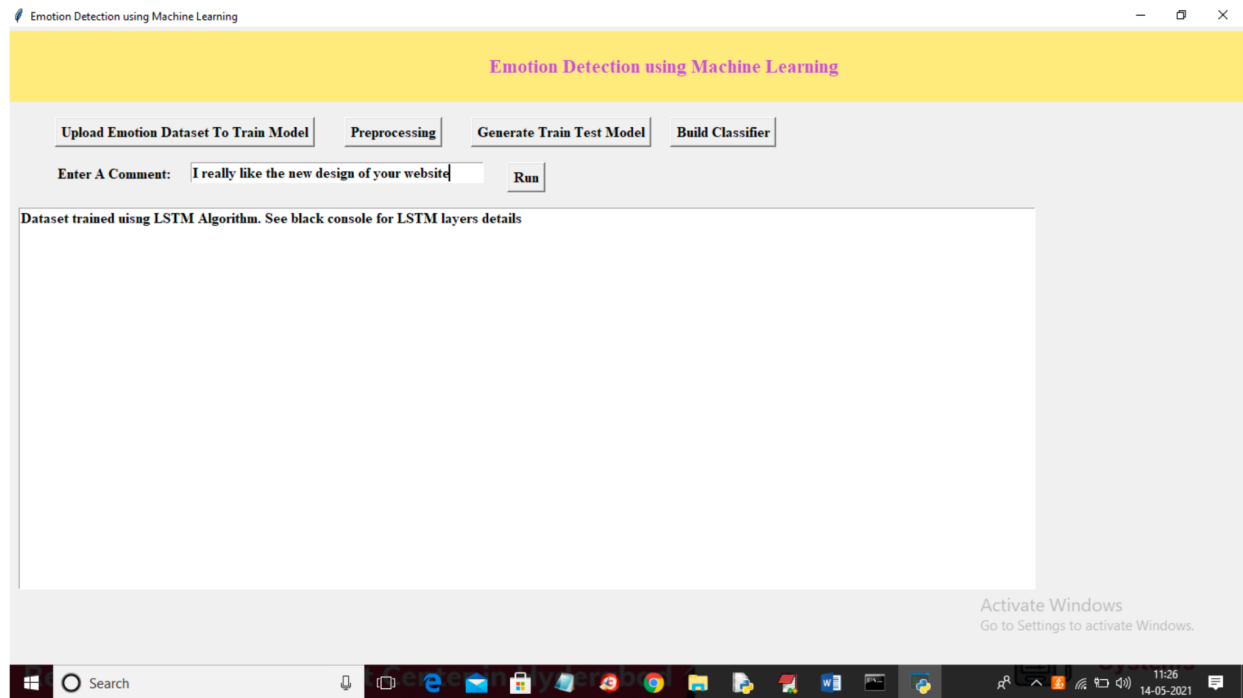 Emotion Detection using Machine Learning
Emotion Detection using Machine Learning
Upload Emotion Dataset To Train Model Preprocessing Generate Train Test Model Build Classifier
Enter A Comment: I really like the new design of your website Run
Dataset trained uisng LSTM Algorithm. See black console for LSTM layers details
Activate Windows
Go to Settings to activate Windows.
Search
11:26
14-05-2021